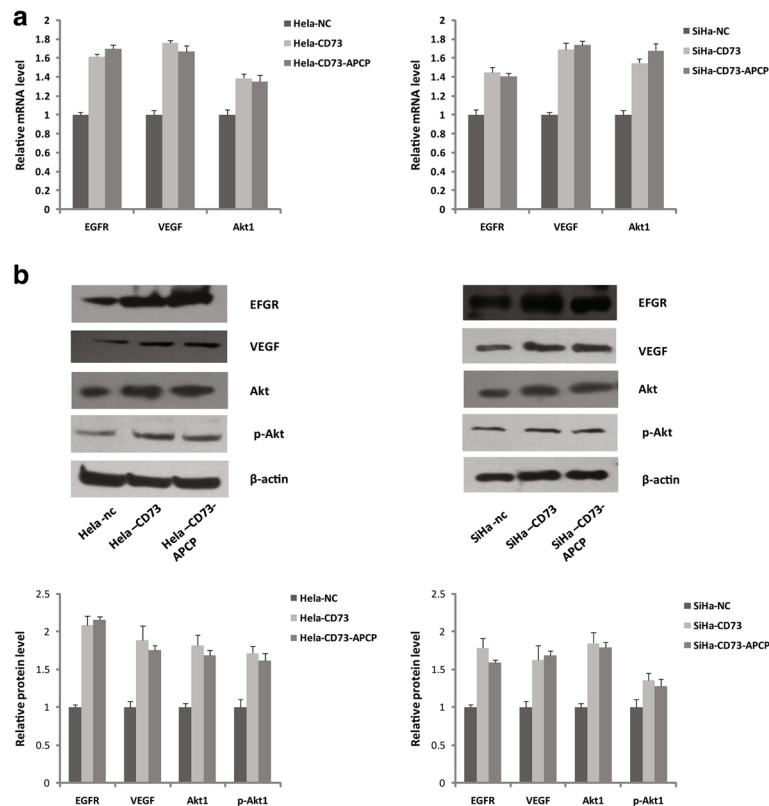 a
Relative mRNA level
2
1.8
1.6
1.4
1.2
1
0.8
0.6
0.4
0.2
0
EGFR VEGF Akt1
Hela-NC
Hela-CD73
Hela-CD73-APCP
Relative mRNA level
2
1.8
1.6
1.4
1.2
1
0.8
0.6
0.4
0.2
0
EGFR VEGF Akt1
SiHa-NC
SiHa-CD73
SiHa-CD73-APCP
b
EFGR
VEGF
Akt
p-Akt
β-actin
Hela -nc
Hela –CD73
Hela –CD73-
APCP
EFGR
VEGF
Akt
p-Akt
β-actin
SiHa -nc
SiHa –CD73
SiHa –CD73-
APCP
Relative protein level
2.5
2
1.5
1
0.5
0
EGFR VEGF Akt1 p-Akt1
Hela-NC
Hela-CD73
Hela-CD73-APCP
Relative protein level
2.5
2
1.5
1
0.5
0
EGFR VEGF Akt1 p-Akt1
SiHa-NC
SiHa-CD73
SiHa-CD73-APCP